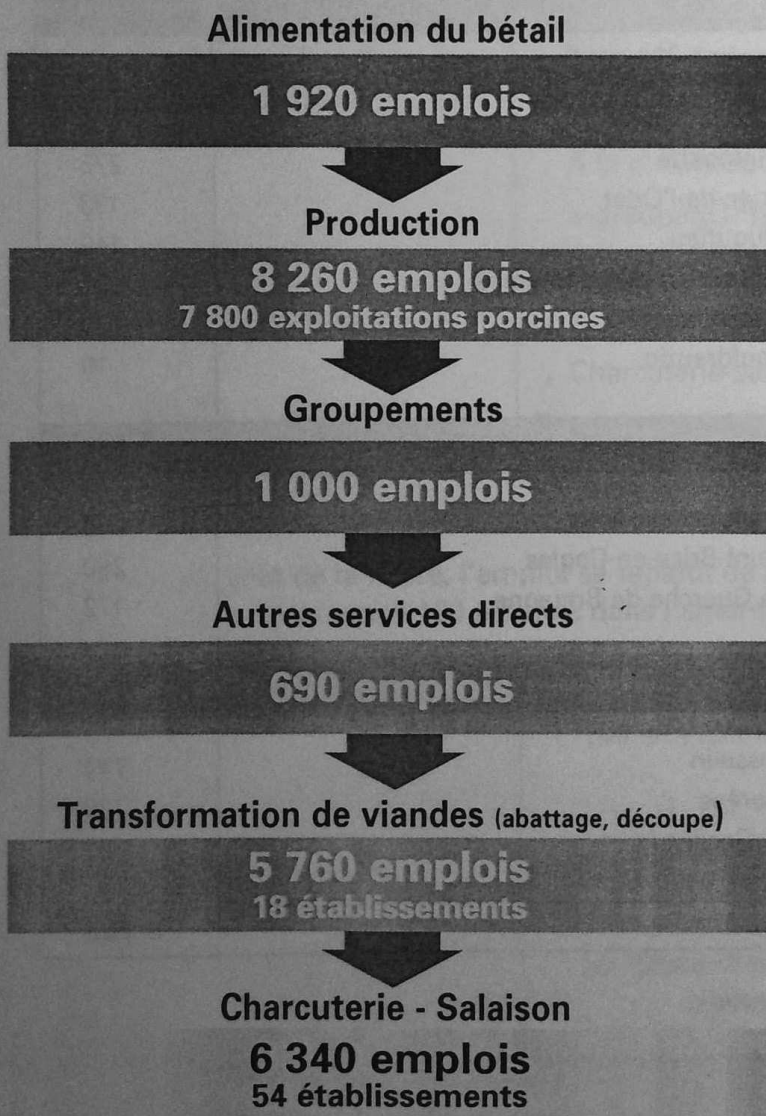 Alimentation du bétail
1 920 emplois
Production
8 260 emplois
7 800 exploitations porcines
Groupements
1 000 emplois
Autres services directs
690 emplois
Transformation de viandes (abattage, découpe)
5 760 emplois
18 établissements
Charcuterie - Salaison
6 340 emplois
54 établissements